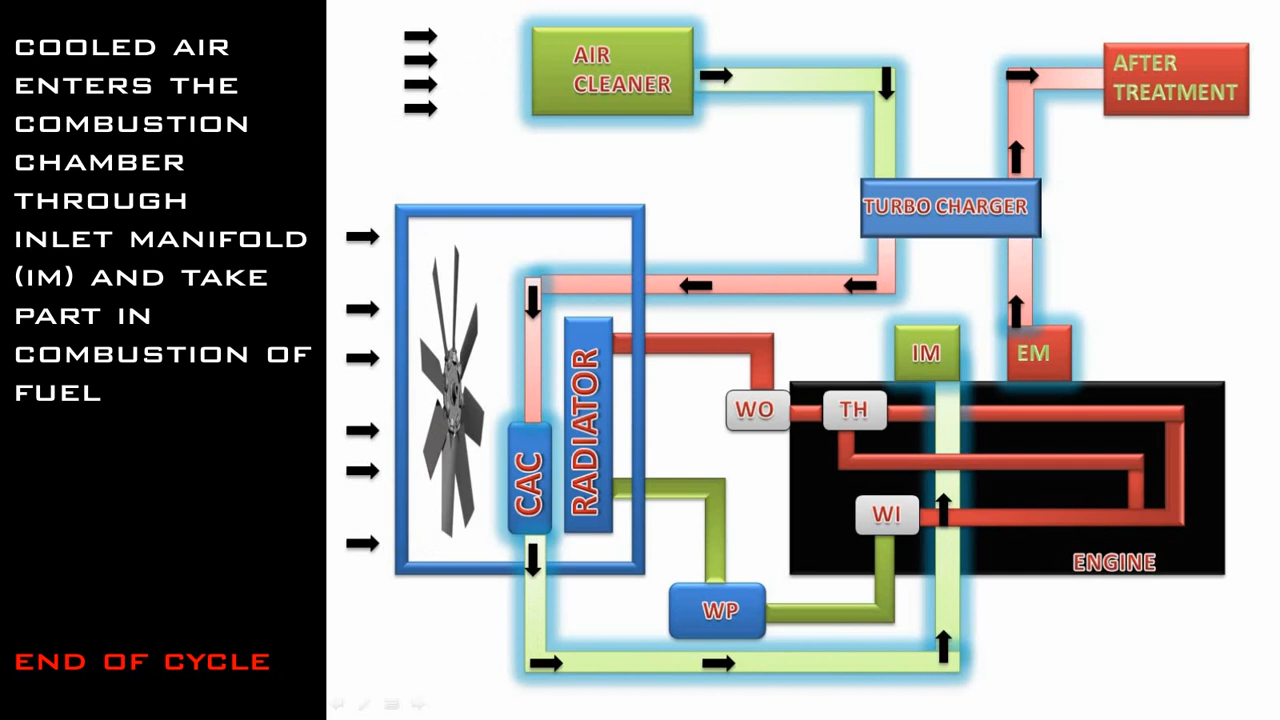 COOLED AIR
ENTERS THE
COMBUSTION
CHAMBER
THROUGH
INLET MANIFOLD
(IM) AND TAKE
PART IN
COMBUSTION OF
FUEL
END OF CYCLE
AIR
CLEANER
AFTER
TREATMENT
TURBO CHARGER
IM
EM
WO
TH
RADIATOR
CAC
WI
ENGINE
WP